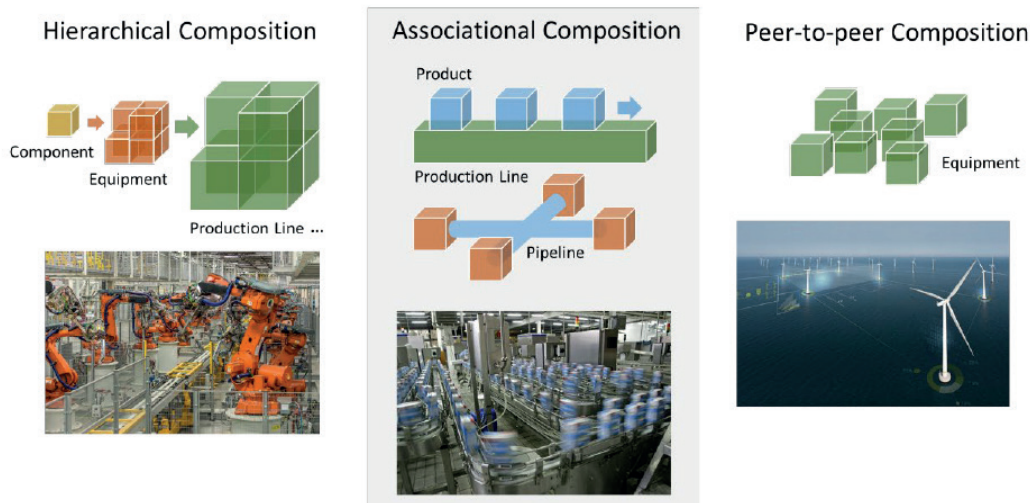 Hierarchical Composition
Component
Equipment
Production Line ...
Associational Composition
Product
Production Line
Pipeline
Peer-to-peer Composition
Equipment